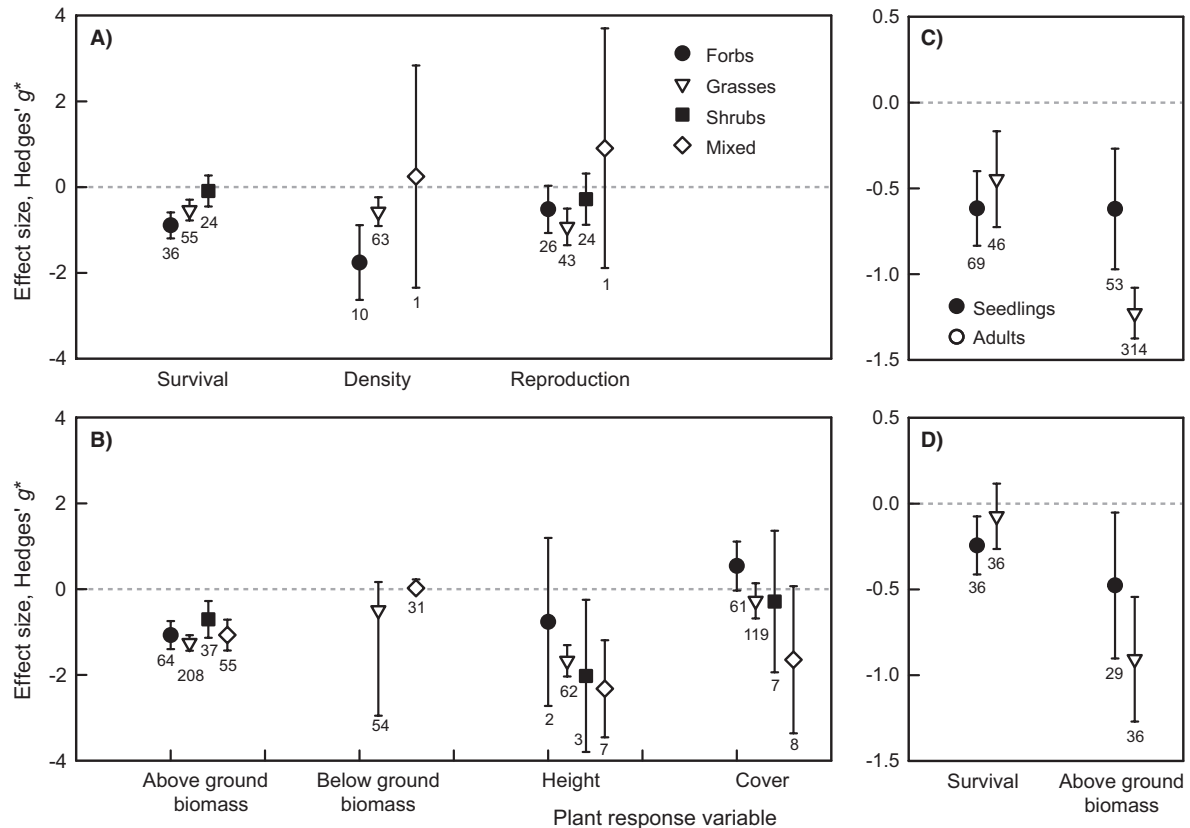 A)
Forbs
Grasses
Shrubs
Mixed
4
2
0
-2
-4
Effect size, Hedges' g*
36
55
24
10
63
1
26
43
24
1
Survival
Density
Reproduction
C)
0.5
0.0
-0.5
-1.0
-1.5
69
46
53
314
Seedlings
Adults
B)
4
2
0
-2
-4
Effect size, Hedges' g*
64
208
37
55
54
31
2
62
3
7
61
119
7
8
Above ground
biomass
Below ground
biomass
Height
Cover
Plant response variable
D)
0.5
0.0
-0.5
-1.0
-1.5
36
36
29
36
Survival
Above ground
biomass